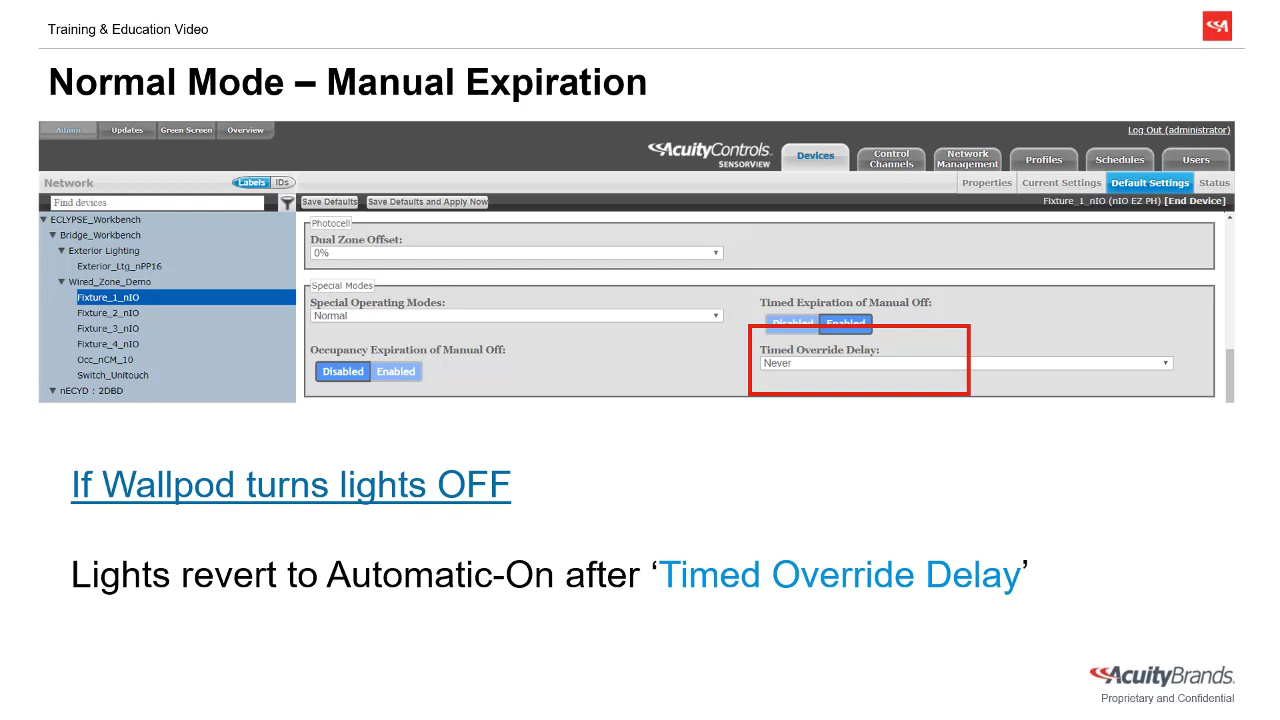 Training & Education Video
Normal Mode – Manual Expiration
Admin Updates Green Screen Overview
Log Out (administrator)
AcuityControls.
SENSORVIEW
Devices
Control Channels
Network Management
Profiles
Schedules
Users
Network
Labels IDs
Properties Current Settings Default Settings Status
Find devices
Save Defaults Save Defaults and Apply Now
Fixture_1_nIO (nIO EZ PH) [End Device]
ECLYPSE_Workbench
Bridge_Workbench
Exterior Lighting
Exterior_Ltg_nPP16
Wired_Zone_Demo
Fixture_1_nIO
Fixture_2_nIO
Fixture_3_nIO
Fixture_4_nIO
Occ_nCM_10
Switch_Unitouch
nECYD : 2DBD
Photocell
Dual Zone Offset:
0%
Special Modes
Special Operating Modes:
Normal
Timed Expiration of Manual Off:
Disabled Enabled
Occupancy Expiration of Manual Off:
Disabled Enabled
Timed Override Delay:
Never
If Wallpod turns lights OFF
Lights revert to Automatic-On after ‘Timed Override Delay’
AcuityBrands.
Proprietary and Confidential